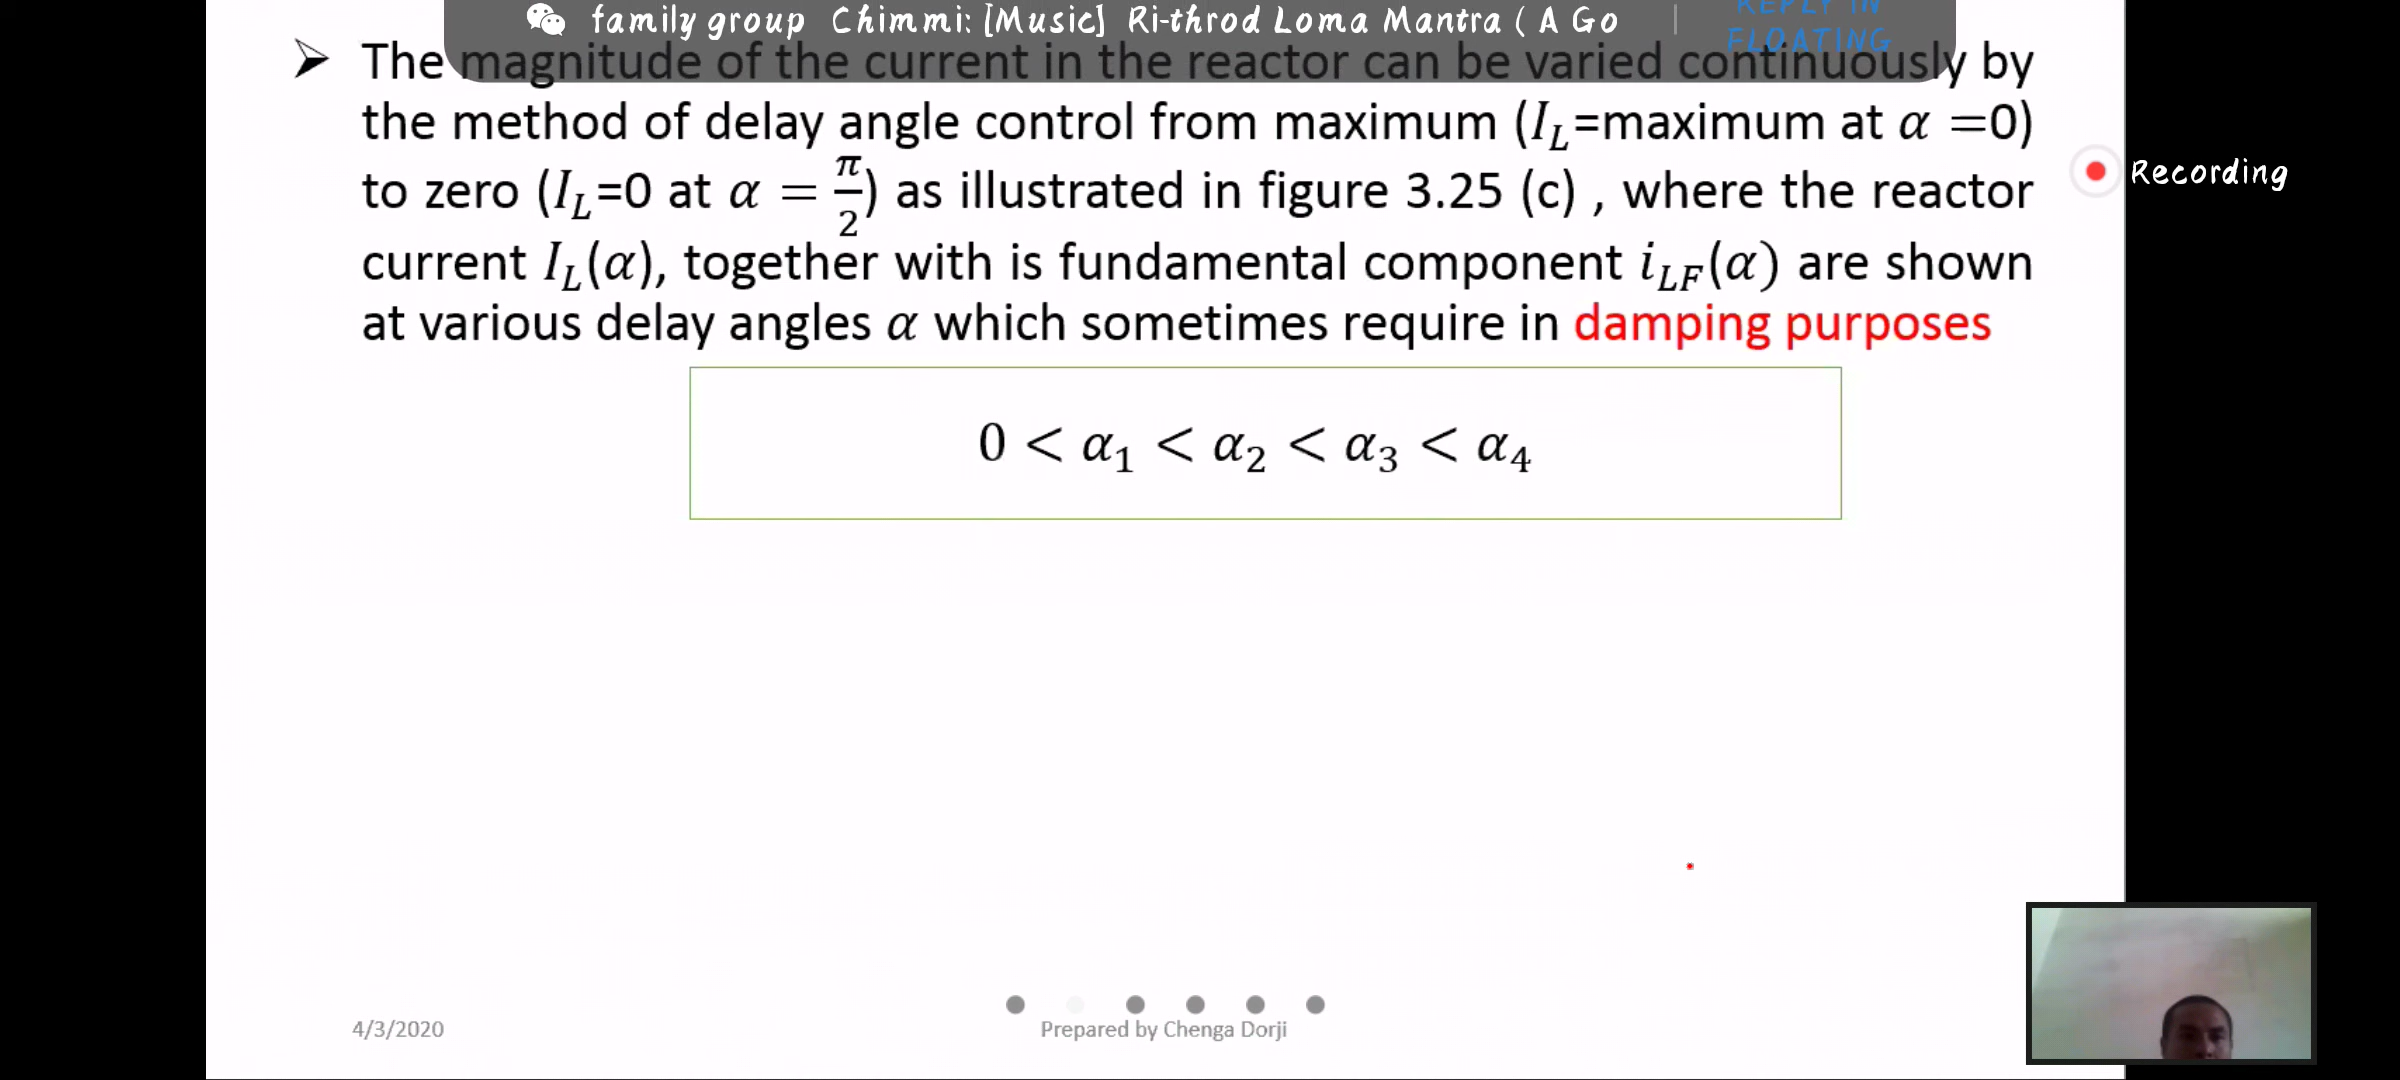 family group Chimmi: [Music] Ri-throd Loma Mantra ( A Go
REPLY IN
FLOATING
➢ The magnitude of the current in the reactor can be varied continuously by
the method of delay angle control from maximum (I_L=maximum at α =0)
to zero (I_L=0 at α = π/2) as illustrated in figure 3.25 (c) , where the reactor
current I_L(α), together with is fundamental component i_LF(α) are shown
at various delay angles α which sometimes require in damping purposes
0 < α₁ < α₂ < α₃ < α₄
Recording
4/3/2020
Prepared by Chenga Dorji